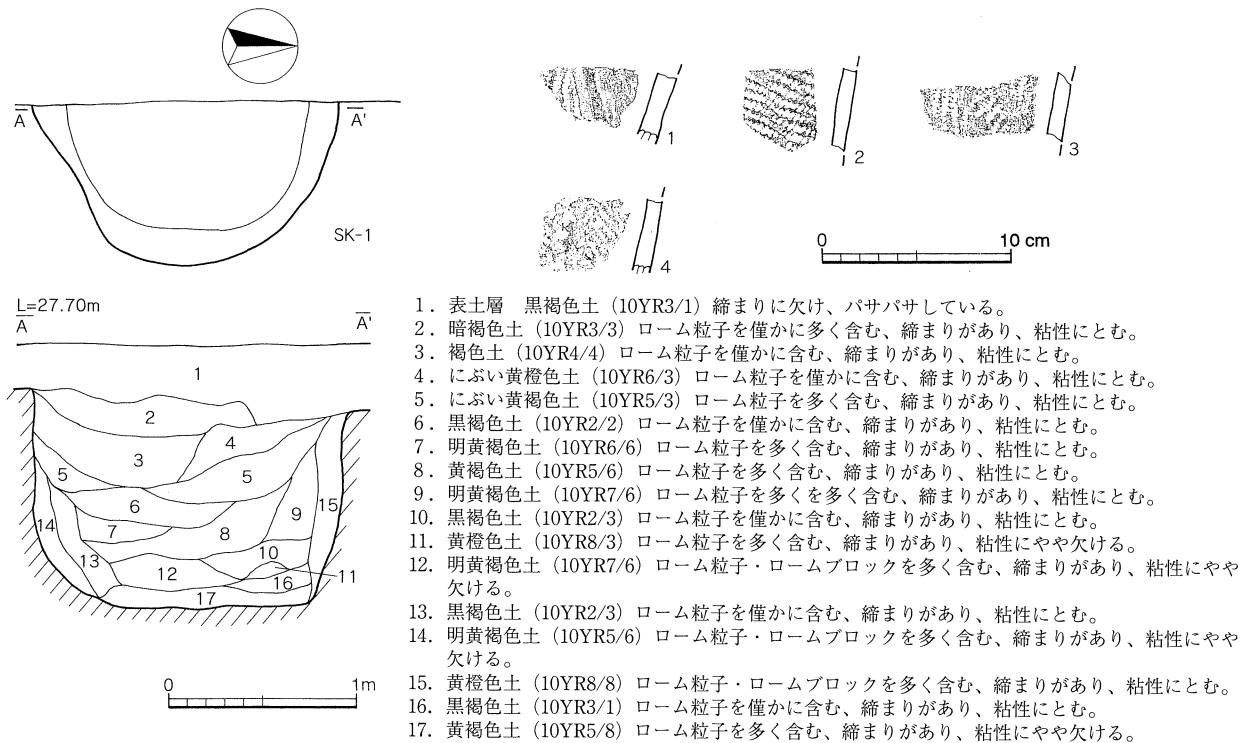 A
A'
SK-1
1
2
3
4
0
10 cm
L=27.70m
A
A'
1
2
3
4
5
5
6
7
8
9
15
14
13
10
12
16
11
17
0
1m
1. 表土層　黒褐色土（10YR3/1）締まりに欠け、パサパサしている。
2. 暗褐色土（10YR3/3）ローム粒子を僅かに多く含む、締まりがあり、粘性にとむ。
3. 褐色土（10YR4/4）ローム粒子を僅かに含む、締まりがあり、粘性にとむ。
4. にぶい黄橙色土（10YR6/3）ローム粒子を僅かに含む、締まりがあり、粘性にとむ。
5. にぶい黄褐色土（10YR5/3）ローム粒子を多く含む、締まりがあり、粘性にとむ。
6. 黒褐色土（10YR2/2）ローム粒子を僅かに含む、締まりがあり、粘性にとむ。
7. 明黄褐色土（10YR6/6）ローム粒子を多く含む、締まりがあり、粘性にとむ。
8. 黄褐色土（10YR5/6）ローム粒子を多く含む、締まりがあり、粘性にとむ。
9. 明黄褐色土（10YR7/6）ローム粒子を多くを多く含む、締まりがあり、粘性にとむ。
10. 黒褐色土（10YR2/3）ローム粒子を僅かに含む、締まりがあり、粘性にとむ。
11. 黄橙色土（10YR8/3）ローム粒子を多く含む、締まりがあり、粘性にやや欠ける。
12. 明黄褐色土（10YR7/6）ローム粒子・ロームブロックを多く含む、締まりがあり、粘性にやや
欠ける。
13. 黒褐色土（10YR2/3）ローム粒子を僅かに含む、締まりがあり、粘性にとむ。
14. 明黄褐色土（10YR5/6）ローム粒子・ロームブロックを多く含む、締まりがあり、粘性にやや
欠ける。
15. 黄橙色土（10YR8/8）ローム粒子・ロームブロックを多く含む、締まりがあり、粘性にとむ。
16. 黒褐色土（10YR3/1）ローム粒子を僅かに含む、締まりがあり、粘性にとむ。
17. 黄褐色土（10YR5/8）ローム粒子を多く含む、締まりがあり、粘性にやや欠ける。